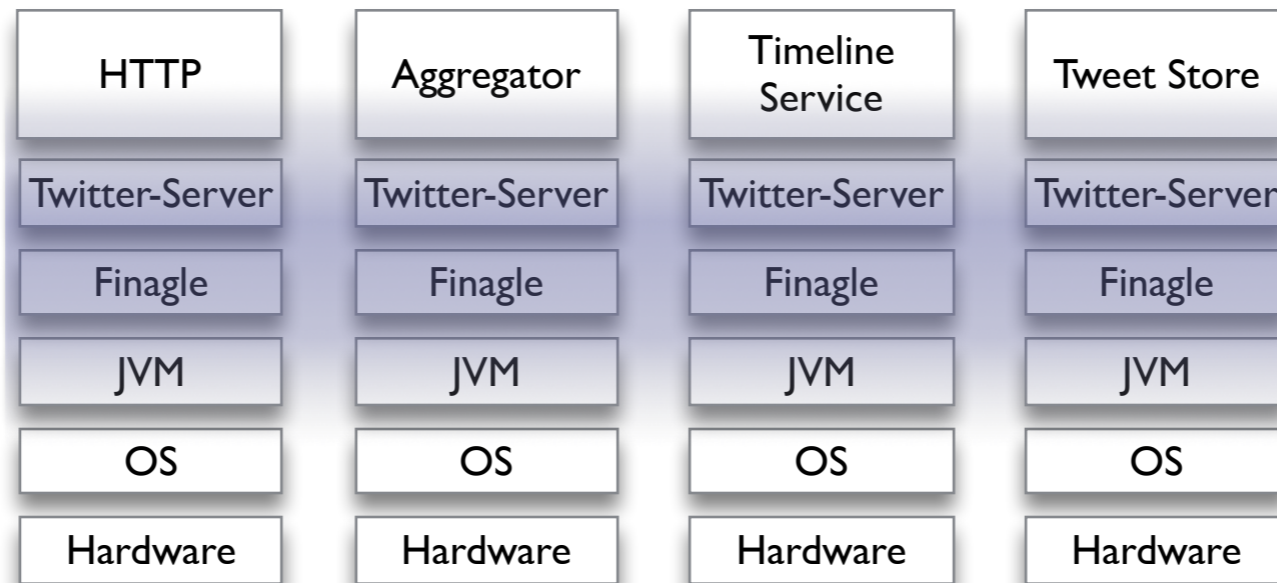 HTTP
Aggregator
Timeline
Service
Tweet Store
Twitter-Server
Twitter-Server
Twitter-Server
Twitter-Server
Finagle
Finagle
Finagle
Finagle
JVM
JVM
JVM
JVM
OS
OS
OS
OS
Hardware
Hardware
Hardware
Hardware